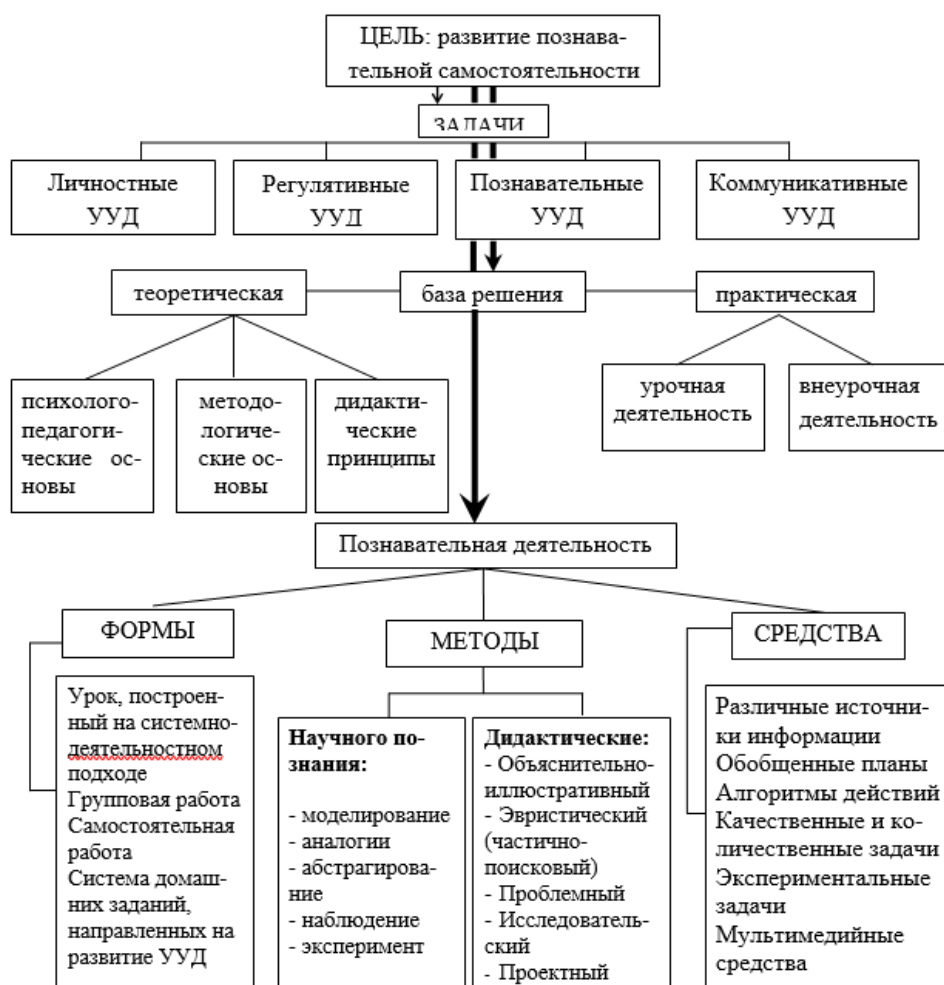 ЦЕЛЬ: развитие познава-
тельной самостоятельности
ЗАДАЧИ
Личностные
УУД
Регулятивные
УУД
Познавательные
УУД
Коммуникативные
УУД
теоретическая
база решения
практическая
психолого-
педагоги-
ческие ос-
новы
методо-
логиче-
ские ос-
новы
дидакти-
ческие
принципы
урочная
деятельность
внеурочная
деятельность
Познавательная деятельность
ФОРМЫ
МЕТОДЫ
СРЕДСТВА
Урок, построен-
ный на системно-
деятельностном
подходе
Групповая работа
Самостоятельная
работа
Система домаш-
них заданий,
направленных на
развитие УУД
Научного по-
знания:
- моделирование
- аналогии
- абстрагирова-
ние
- наблюдение
- эксперимент
Дидактические:
- Объяснительно-
иллюстративный
- Эвристический
(частично-
поисковый)
- Проблемный
- Исследователь-
ский
- Проектный
Различные источни-
ки информации
Обобщенные планы
Алгоритмы действий
Качественные и ко-
личественные задачи
Экспериментальные
задачи
Мультимедийные
средства